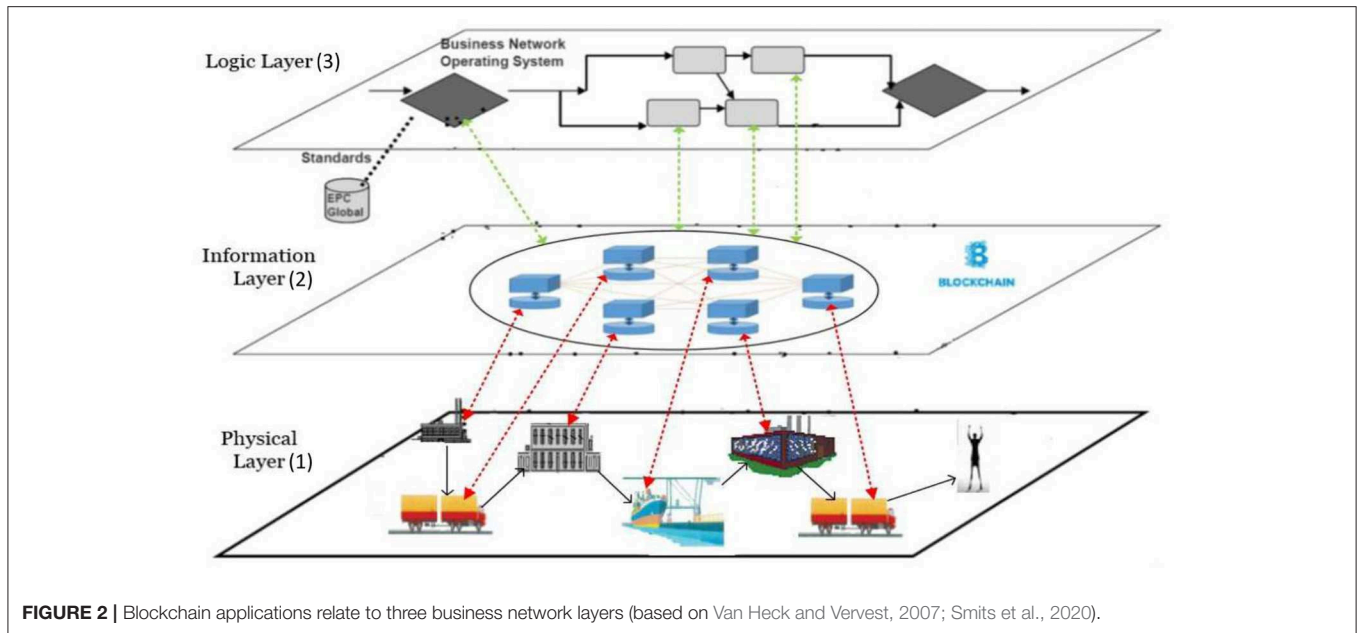 Logic Layer (3)
Business Network
Operating System
Standards
EPC
Global
Information
Layer (2)
BLOCKCHAIN
Physical
Layer (1)
FIGURE 2 | Blockchain applications relate to three business network layers (based on Van Heck and Vervest, 2007; Smits et al., 2020).